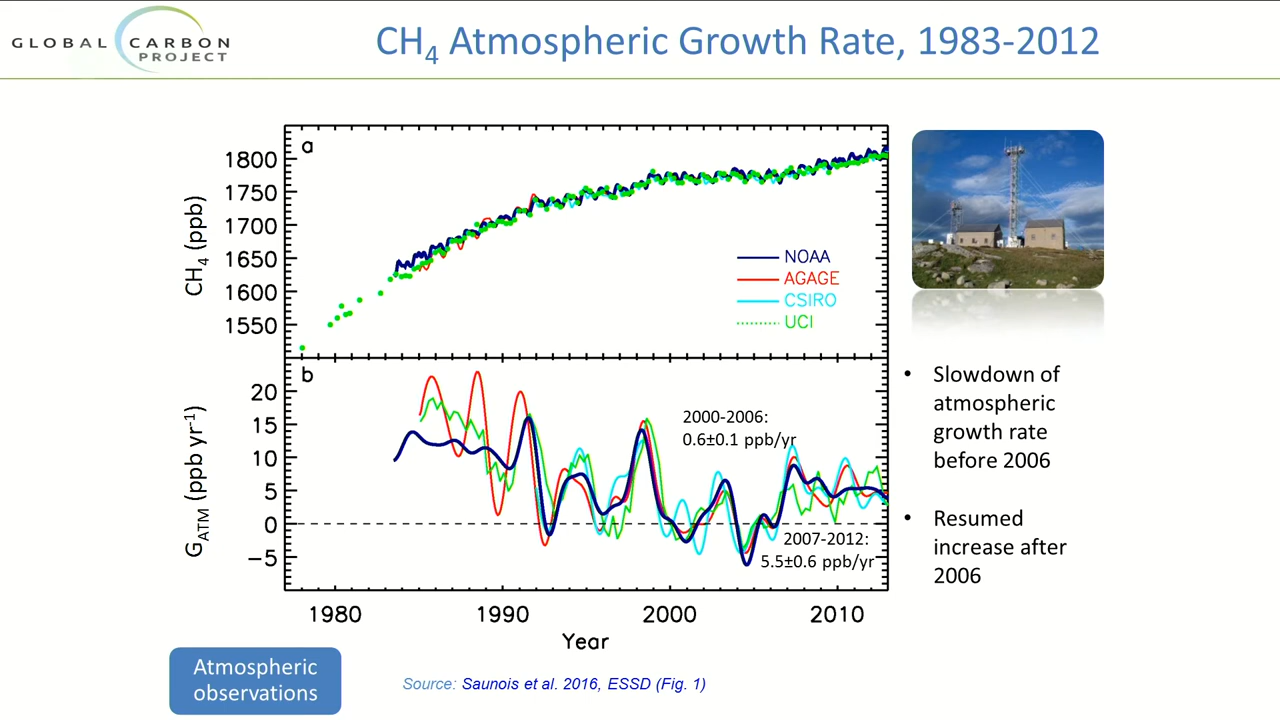 GLOBAL CARBON
PROJECT
CH4 Atmospheric Growth Rate, 1983-2012
a
CH4 (ppb)
1800
1750
1700
1650
1600
1550
NOAA
AGAGE
CSIRO
UCI
b
GATM (ppb yr-1)
20
15
10
5
0
−5
2000-2006:
0.6±0.1 ppb/yr
2007-2012:
5.5±0.6 ppb/yr
1980 1990 2000 2010
Year
• Slowdown of
atmospheric
growth rate
before 2006
• Resumed
increase after
2006
Atmospheric
observations
Source: Saunois et al. 2016, ESSD (Fig. 1)